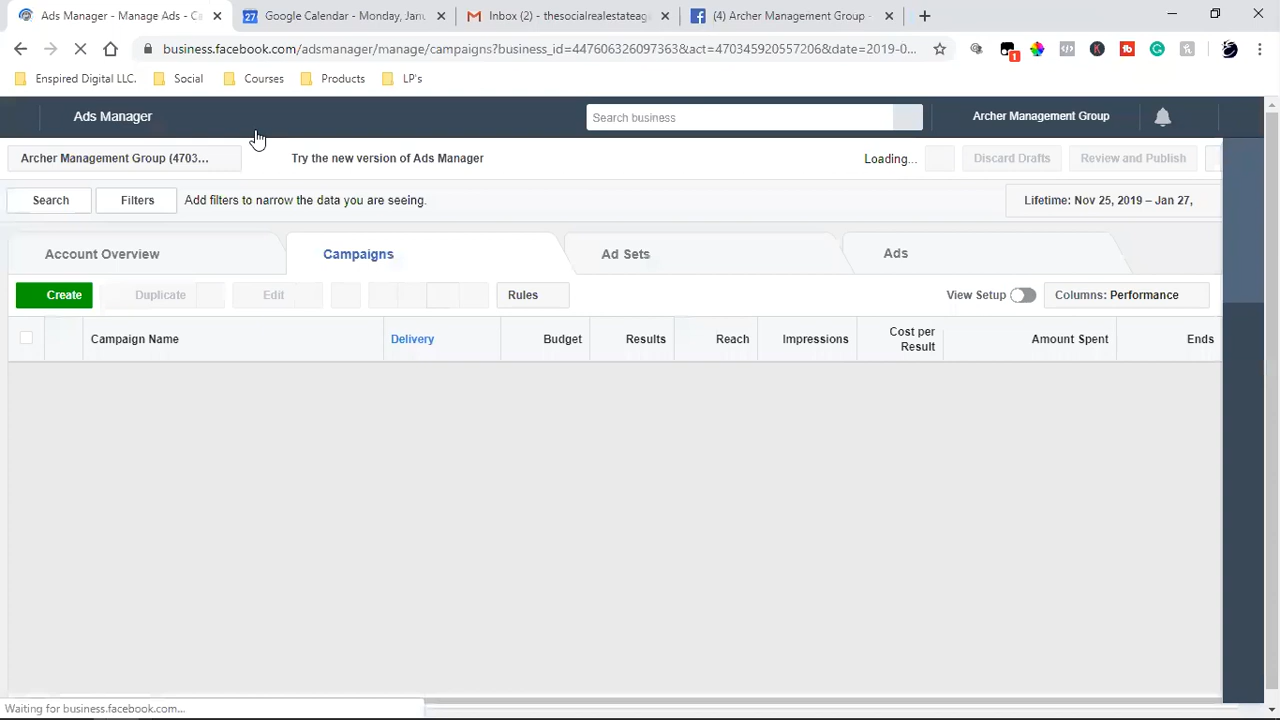 Ads Manager - Manage Ads - Ca
Google Calendar - Monday, Janu
Inbox (2) - thesocialrealestateag
(4) Archer Management Group -
business.facebook.com/adsmanager/manage/campaigns?business_id=447606326097363&act=470345920557206&date=2019-0...
1
Enspired Digital LLC.
Social
Courses
Products
LP's
Ads Manager
Search business
Archer Management Group
Archer Management Group (4703...
Try the new version of Ads Manager
Loading...
Discard Drafts
Review and Publish
Search
Filters
Add filters to narrow the data you are seeing.
Lifetime: Nov 25, 2019 – Jan 27,
Account Overview
Campaigns
Ad Sets
Ads
Create
Duplicate
Edit
Rules
View Setup
Columns: Performance
Campaign Name
Delivery
Budget
Results
Reach
Impressions
Cost per
Result
Amount Spent
Ends
Waiting for business.facebook.com...